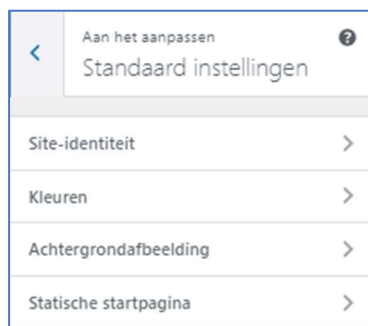 Aan het aanpassen
Standaard instellingen
Site-identiteit
Kleuren
Achtergrondafbeelding
Statische startpagina